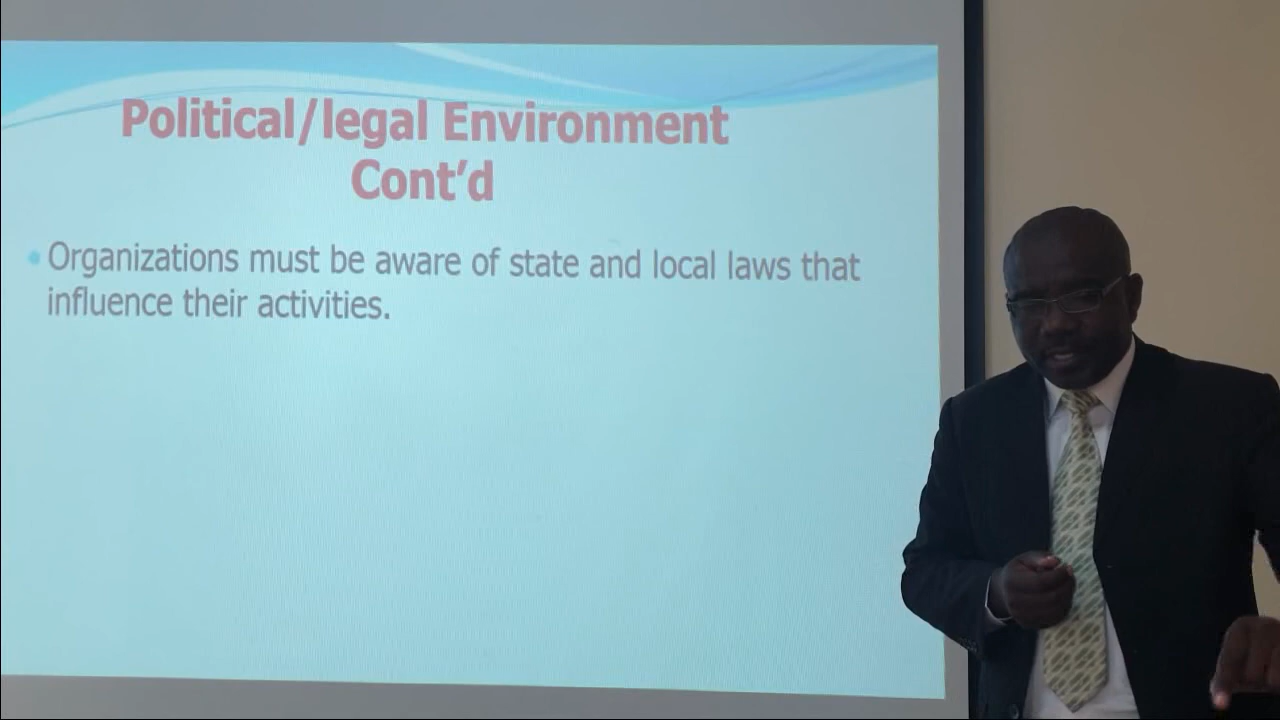 Political/legal Environment
Cont’d
• Organizations must be aware of state and local laws that
influence their activities.